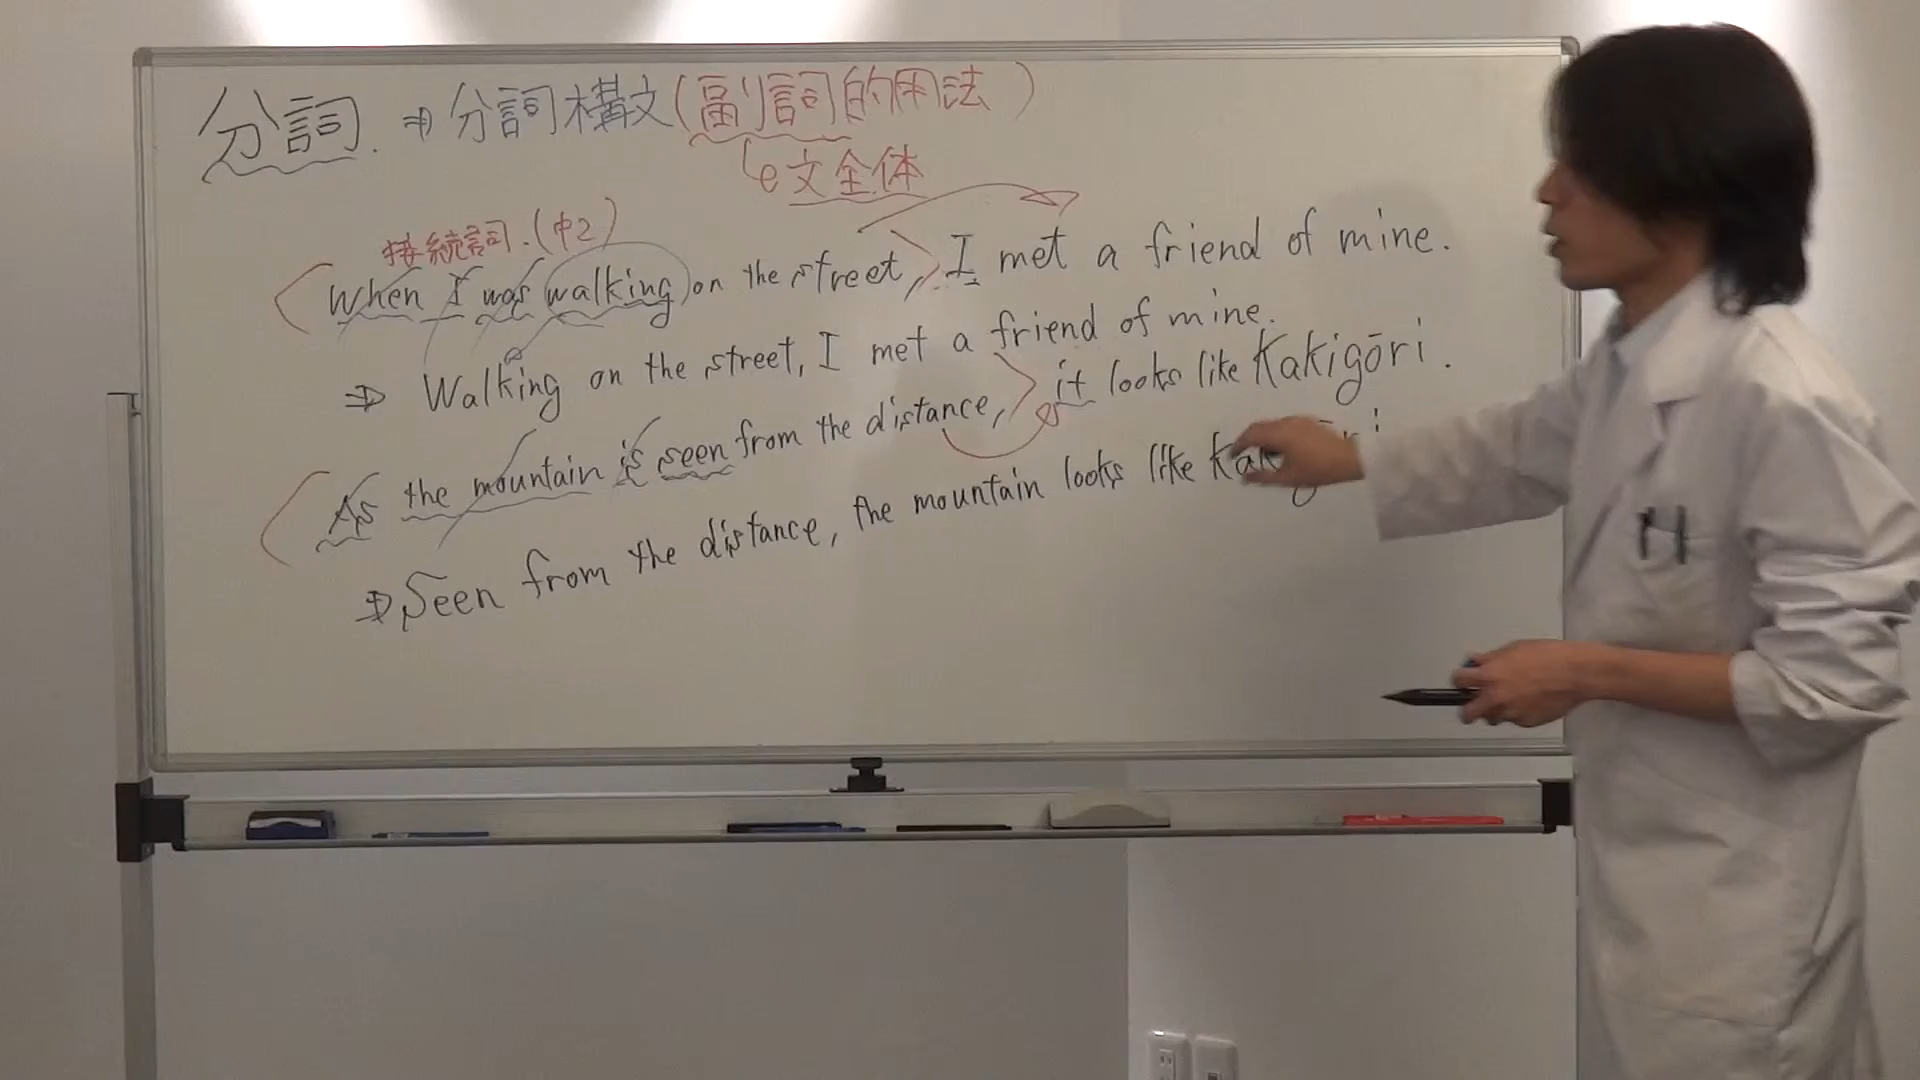 分詞. ⇒ 分詞構文(副詞的用法)
文全体
接続詞.(中2)
When I was walking on the street, I met a friend of mine.
⇒ Walking on the street, I met a friend of mine.
As the mountain is seen from the distance, it looks like Kakigōri.
⇒ Seen from the distance, the mountain looks like